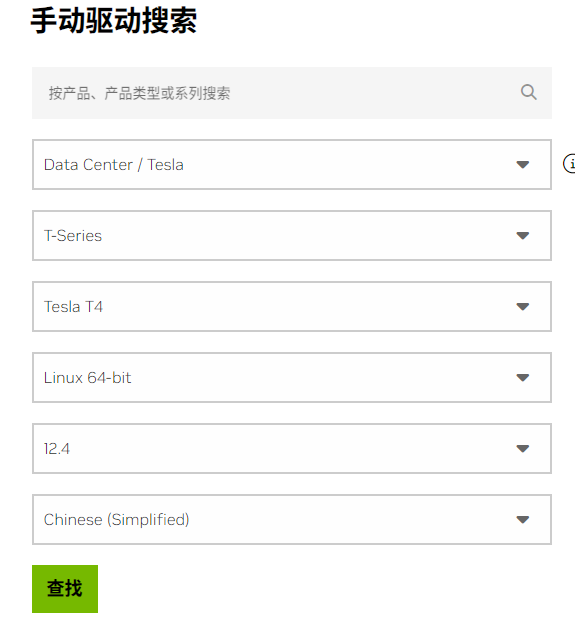 手动驱动搜索
按产品、产品类型或系列搜索
Data Center / Tesla
T-Series
Tesla T4
Linux 64-bit
12.4
Chinese (Simplified)
查找